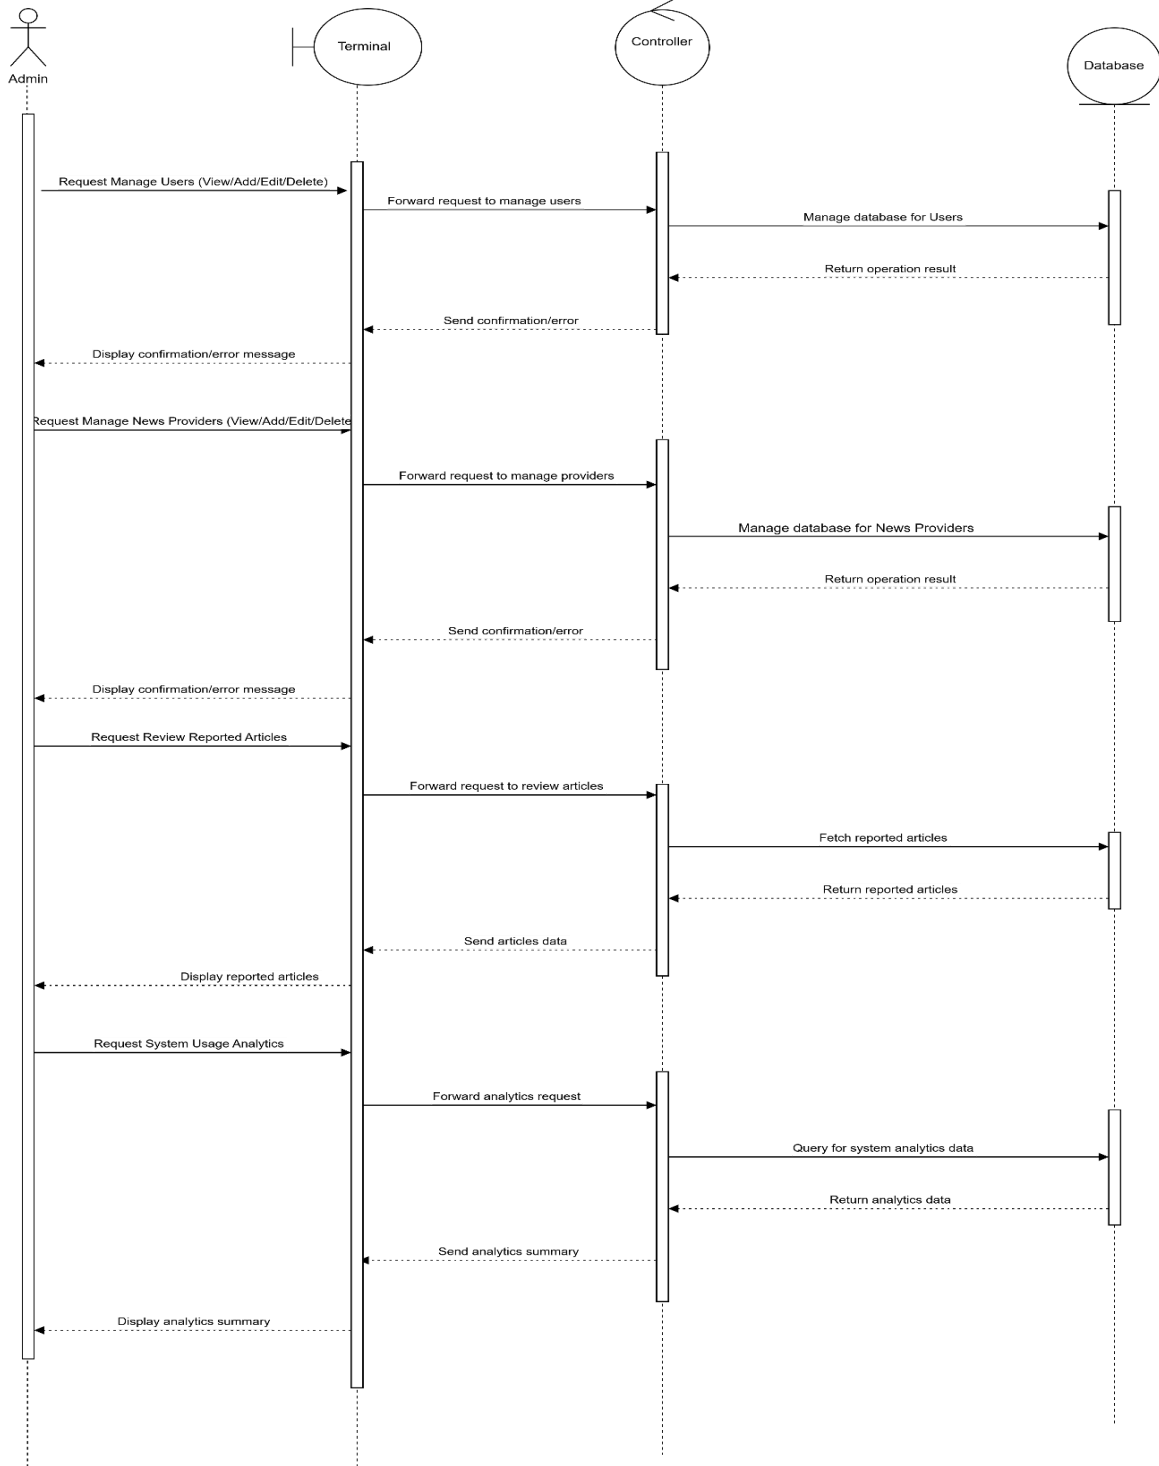 Admin
Terminal
Controller
Database
Request Manage Users (View/Add/Edit/Delete)
Forward request to manage users
Manage database for Users
Return operation result
Send confirmation/error
Display confirmation/error message
Request Manage News Providers (View/Add/Edit/Delete
Forward request to manage providers
Manage database for News Providers
Return operation result
Send confirmation/error
Display confirmation/error message
Request Review Reported Articles
Forward request to review articles
Fetch reported articles
Return reported articles
Send articles data
Display reported articles
Request System Usage Analytics
Forward analytics request
Query for system analytics data
Return analytics data
Send analytics summary
Display analytics summary